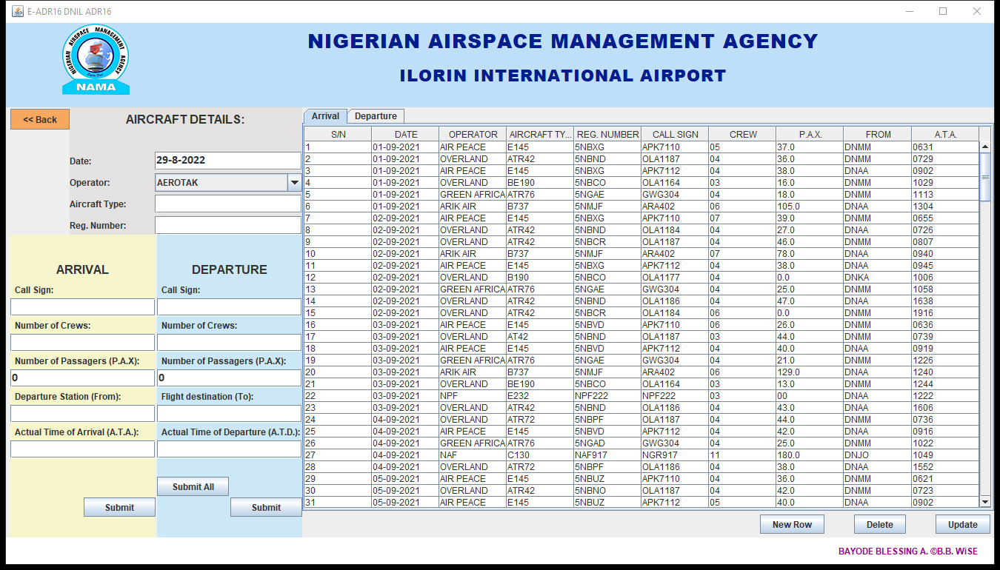 E-ADR16 DNIL ADR16
NIGERIAN AIRSPACE MANAGEMENT AGENCY
NAMA
NIGERIAN AIRSPACE MANAGEMENT AGENCY
ILORIN INTERNATIONAL AIRPORT
<< Back
AIRCRAFT DETAILS:
Date: 29-8-2022
Operator: AEROTAK
Aircraft Type:
Reg. Number:
ARRIVAL
Call Sign:
Number of Crews:
Number of Passagers (P.A.X):
0
Departure Station (From):
Actual Time of Arrival (A.T.A.):
Submit
DEPARTURE
Call Sign:
Number of Crews:
Number of Passagers (P.A.X):
0
Flight destination (To):
Actual Time of Departure (A.T.D.):
Submit All
Submit
Arrival Departure
S/N DATE OPERATOR AIRCRAFT TY... REG. NUMBER CALL SIGN CREW P.A.X. FROM A.T.A.
1 01-09-2021 AIR PEACE E145 5NBXG APK7110 05 37.0 DNMM 0631
2 01-09-2021 OVERLAND ATR42 5NBND OLA1187 04 36.0 DNMM 0729
3 01-09-2021 AIR PEACE E145 5NBXG APK7112 04 38.0 DNAA 0902
4 01-09-2021 OVERLAND BE190 5NBCO OLA1164 03 16.0 DNMM 1029
5 01-09-2021 GREEN AFRICA ATR76 5NGAE GWG304 04 18.0 DNMM 1113
6 01-09-2021 ARIK AIR B737 5NMJF ARA402 06 105.0 DNAA 1304
7 02-09-2021 AIR PEACE E145 5NBXG APK7110 07 39.0 DNMM 0655
8 02-09-2021 OVERLAND ATR42 5NBND OLA1184 04 27.0 DNAA 0726
9 02-09-2021 OVERLAND ATR42 5NBCR OLA1187 04 46.0 DNMM 0807
10 02-09-2021 ARIK AIR B737 5NMJF ARA402 07 78.0 DNAA 0940
11 02-09-2021 AIR PEACE E145 5NBXG APK7112 04 38.0 DNAA 0945
12 02-09-2021 OVERLAND B190 5NBCO OLA1177 04 0.0 DNKA 1006
13 02-09-2021 GREEN AFRICA ATR76 5NGAE GWG304 04 25.0 DNMM 1058
14 02-09-2021 OVERLAND ATR42 5NBND OLA1186 04 47.0 DNAA 1638
15 02-09-2021 OVERLAND ATR42 5NBCR OLA1184 06 0.0 DNMM 1916
16 03-09-2021 AIR PEACE E145 5NBVD APK7110 06 26.0 DNMM 0636
17 03-09-2021 OVERLAND AT42 5NBND OLA1187 03 44.0 DNMM 0739
18 03-09-2021 AIR PEACE E145 5NBVD APK7112 04 40.0 DNAA 0919
19 03-09-2021 GREEN AFRICA ATR76 5NGAE GWG304 04 21.0 DNMM 1226
20 03-09-2021 ARIK AIR B737 5NMJF ARA402 06 129.0 DNAA 1240
21 03-09-2021 OVERLAND BE190 5NBCO OLA1164 03 13.0 DNMM 1244
22 03-09-2021 NPF E232 NPF222 NPF222 03 00 DNAA 1222
23 03-09-2021 OVERLAND ATR42 5NBND OLA1186 04 43.0 DNAA 1606
24 04-09-2021 OVERLAND ATR72 5NBPF OLA1187 04 44.0 DNMM 0736
25 04-09-2021 AIR PEACE E145 5NBVD APK7112 04 42.0 DNAA 0916
26 04-09-2021 GREEN AFRICA ATR76 5NGAD GWG304 04 25.0 DNMM 1022
27 04-09-2021 NAF C130 NAF917 NGR917 11 180.0 DNJO 1049
28 04-09-2021 OVERLAND ATR72 5NBPF OLA1186 04 38.0 DNAA 1552
29 05-09-2021 AIR PEACE E145 5NBUZ APK7110 04 36.0 DNMM 0621
30 05-09-2021 OVERLAND ATR42 5NBNO OLA1187 04 42.0 DNMM 0723
31 05-09-2021 AIR PEACE E145 5NBUZ APK7112 05 40.0 DNAA 0902
New Row Delete Update
BAYODE BLESSING A. ©B.B. WiSE